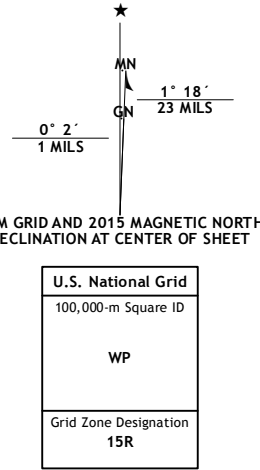 ★
MN
1° 18´
23 MILS
GN
0° 2´
1 MILS
M GRID AND 2015 MAGNETIC NORTH
ECLINATION AT CENTER OF SHEET
U.S. National Grid
100,000-m Square ID
WP
Grid Zone Designation
15R